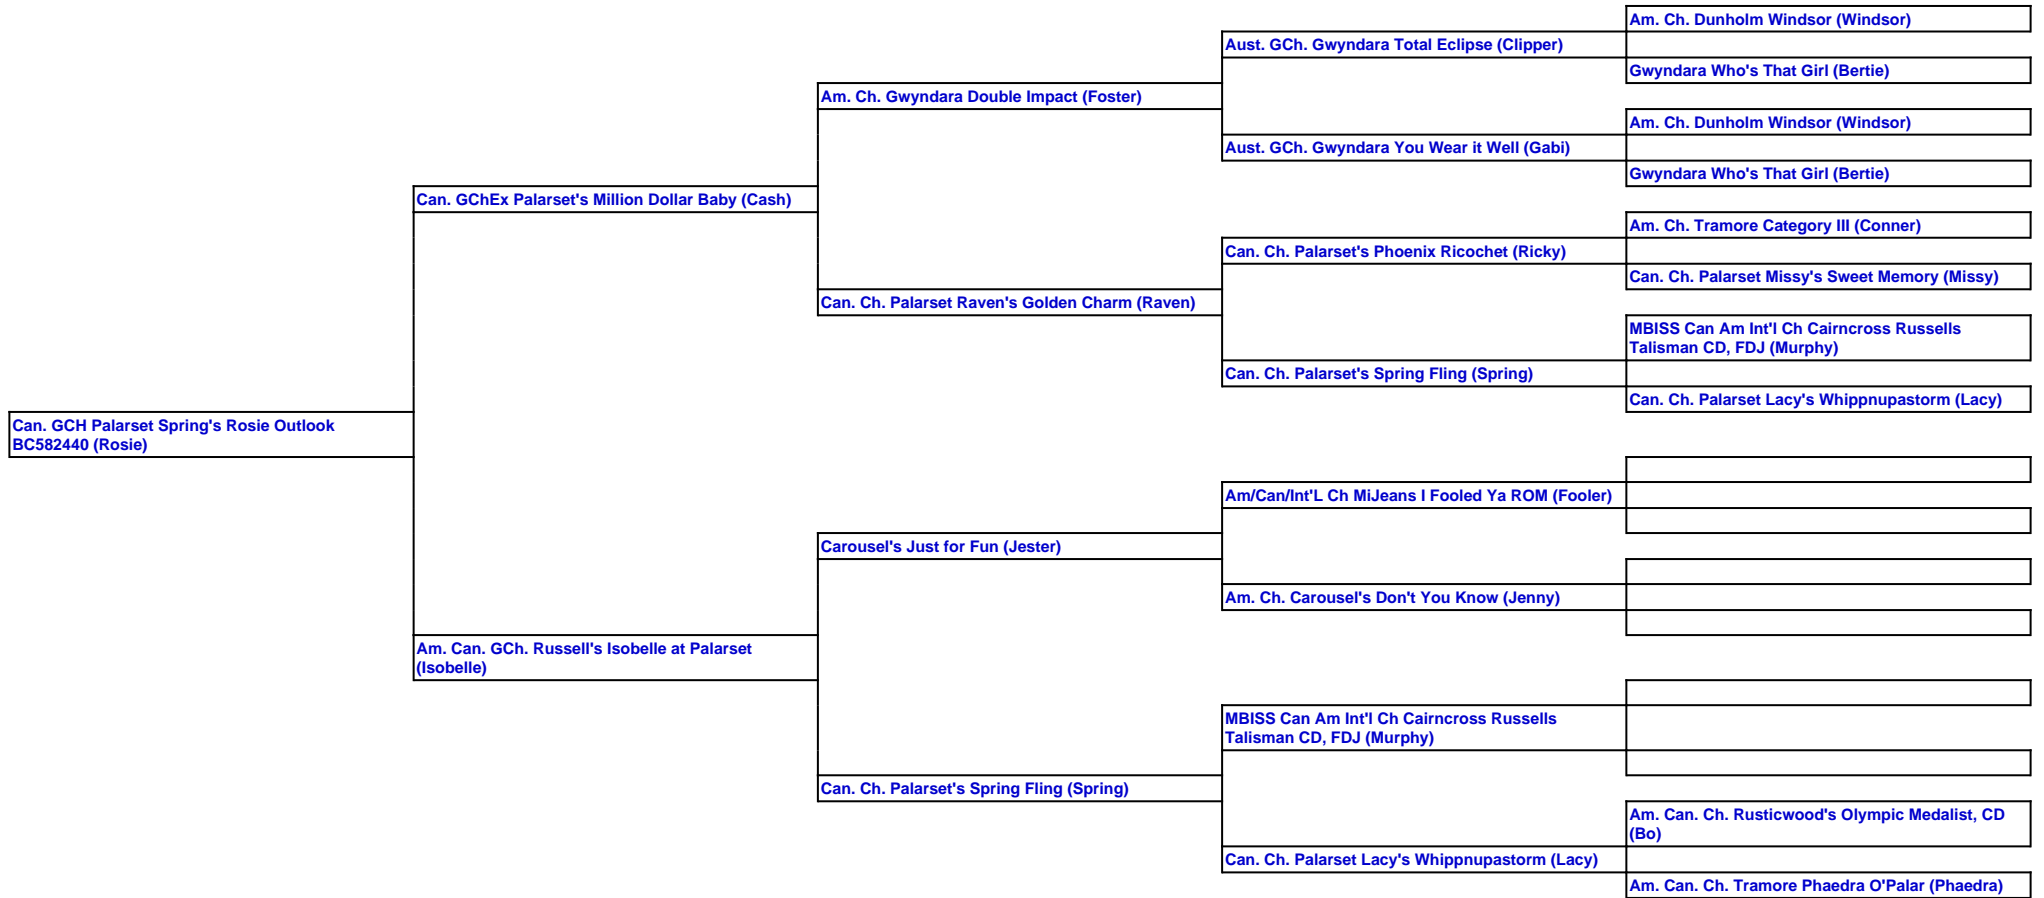 Am. Ch. Dunholm Windsor (Windsor)
Aust. GCh. Gwyndara Total Eclipse (Clipper)
Gwyndara Who's That Girl (Bertie)
Am. Ch. Gwyndara Double Impact (Foster)
Am. Ch. Dunholm Windsor (Windsor)
Aust. GCh. Gwyndara You Wear it Well (Gabi)
Gwyndara Who's That Girl (Bertie)
Can. GChEx Palarset's Million Dollar Baby (Cash)
Am. Ch. Tramore Category III (Conner)
Can. Ch. Palarset's Phoenix Ricochet (Ricky)
Can. Ch. Palarset Missy's Sweet Memory (Missy)
Can. Ch. Palarset Raven's Golden Charm (Raven)
MBISS Can Am Int'l Ch Cairncross Russells
Talisman CD, FDJ (Murphy)
Can. Ch. Palarset's Spring Fling (Spring)
Can. Ch. Palarset Lacy's Whippnupastorm (Lacy)
Can. GCH Palarset Spring's Rosie Outlook
BC582440 (Rosie)
Am/Can/Int'L Ch MiJeans I Fooled Ya ROM (Fooler)
Carousel's Just for Fun (Jester)
Am. Ch. Carousel's Don't You Know (Jenny)
Am. Can. GCh. Russell's Isobelle at Palarset
(Isobelle)
MBISS Can Am Int'l Ch Cairncross Russells
Talisman CD, FDJ (Murphy)
Can. Ch. Palarset's Spring Fling (Spring)
Am. Can. Ch. Rusticwood's Olympic Medalist, CD
(Bo)
Can. Ch. Palarset Lacy's Whippnupastorm (Lacy)
Am. Can. Ch. Tramore Phaedra O'Palar (Phaedra)